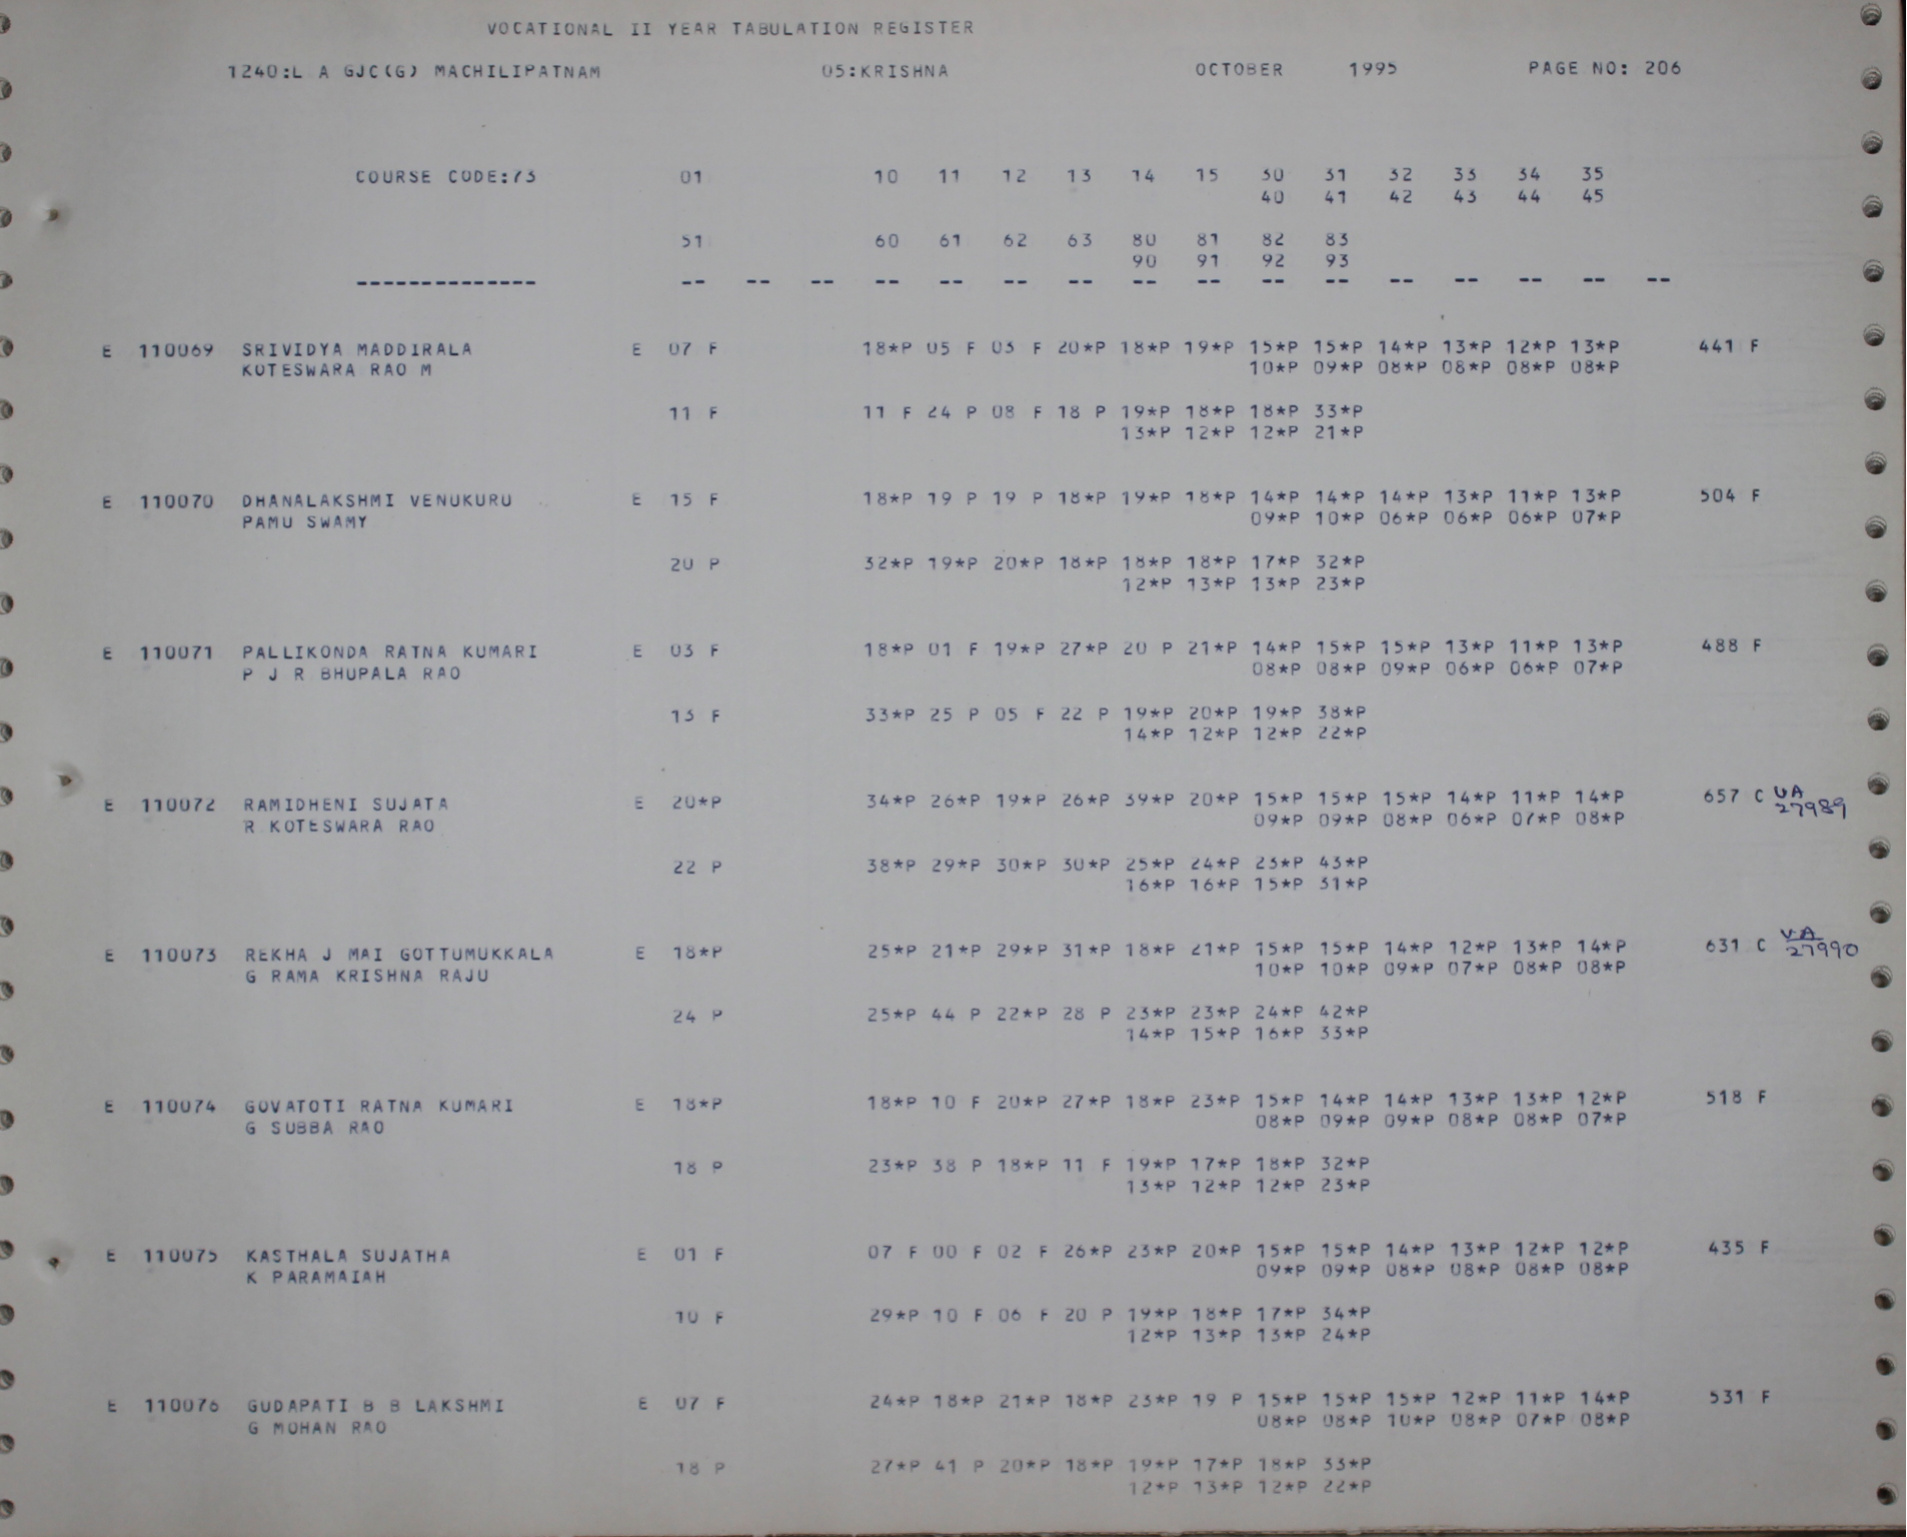 VOCATIONAL II YEAR TABULATION REGISTER
1240:L A GJC(G) MACHILIPATNAM 05:KRISHNA OCTOBER 1995 PAGE NO: 206
COURSE CODE:73 01 10 11 12 13 14 15 30 31 32 33 34 35
40 41 42 43 44 45
51 60 61 62 63 80 81 82 83
90 91 92 93
-------------- -- -- -- -- -- -- -- -- -- -- -- -- -- -- -- --
E 110069 SRIVIDYA MADDIRALA E 07 F 18*P 05 F 03 F 20*P 18*P 19*P 15*P 15*P 14*P 13*P 12*P 13*P 441 F
KOTESWARA RAO M 10*P 09*P 08*P 08*P 08*P 08*P
11 F 11 F 24 P 08 F 18 P 19*P 18*P 18*P 33*P
13*P 12*P 12*P 21*P
E 110070 DHANALAKSHMI VENUKURU E 15 F 18*P 19 P 19 P 18*P 19*P 18*P 14*P 14*P 14*P 13*P 11*P 13*P 504 F
PAMU SWAMY 09*P 10*P 06*P 06*P 06*P 07*P
20 P 32*P 19*P 20*P 18*P 18*P 18*P 17*P 32*P
12*P 13*P 13*P 23*P
E 110071 PALLIKONDA RATNA KUMARI E 03 F 18*P 01 F 19*P 27*P 20 P 21*P 14*P 15*P 15*P 13*P 11*P 13*P 488 F
P J R BHUPALA RAO 08*P 08*P 09*P 06*P 06*P 07*P
13 F 33*P 25 P 05 F 22 P 19*P 20*P 19*P 38*P
14*P 12*P 12*P 22*P
E 110072 RAMIDHENI SUJATA E 20*P 34*P 26*P 19*P 26*P 39*P 20*P 15*P 15*P 15*P 14*P 11*P 14*P 657 C VA 27989
R KOTESWARA RAO 09*P 09*P 08*P 06*P 07*P 08*P
22 P 38*P 29*P 30*P 30*P 25*P 24*P 23*P 43*P
16*P 16*P 15*P 31*P
E 110073 REKHA J MAI GOTTUMUKKALA E 18*P 25*P 21*P 29*P 31*P 18*P 21*P 15*P 15*P 14*P 12*P 13*P 14*P 631 C VA 27990
G RAMA KRISHNA RAJU 10*P 10*P 09*P 07*P 08*P 08*P
24 P 25*P 44 P 22*P 28 P 23*P 23*P 24*P 42*P
14*P 15*P 16*P 33*P
E 110074 GOVATOTI RATNA KUMARI E 18*P 18*P 10 F 20*P 27*P 18*P 23*P 15*P 14*P 14*P 13*P 13*P 12*P 518 F
G SUBBA RAO 08*P 09*P 09*P 08*P 08*P 07*P
18 P 23*P 38 P 18*P 11 F 19*P 17*P 18*P 32*P
13*P 12*P 12*P 23*P
E 110075 KASTHALA SUJATHA E 01 F 07 F 00 F 02 F 26*P 23*P 20*P 15*P 15*P 14*P 13*P 12*P 12*P 435 F
K PARAMAIAH 09*P 09*P 08*P 08*P 08*P 08*P
10 F 29*P 10 F 06 F 20 P 19*P 18*P 17*P 34*P
12*P 13*P 13*P 24*P
E 110076 GUDAPATI B B LAKSHMI E 07 F 24*P 18*P 21*P 18*P 23*P 19 P 15*P 15*P 15*P 12*P 11*P 14*P 531 F
G MOHAN RAO 08*P 08*P 10*P 08*P 07*P 08*P
18 P 27*P 41 P 20*P 18*P 19*P 17*P 18*P 33*P
12*P 13*P 12*P 22*P